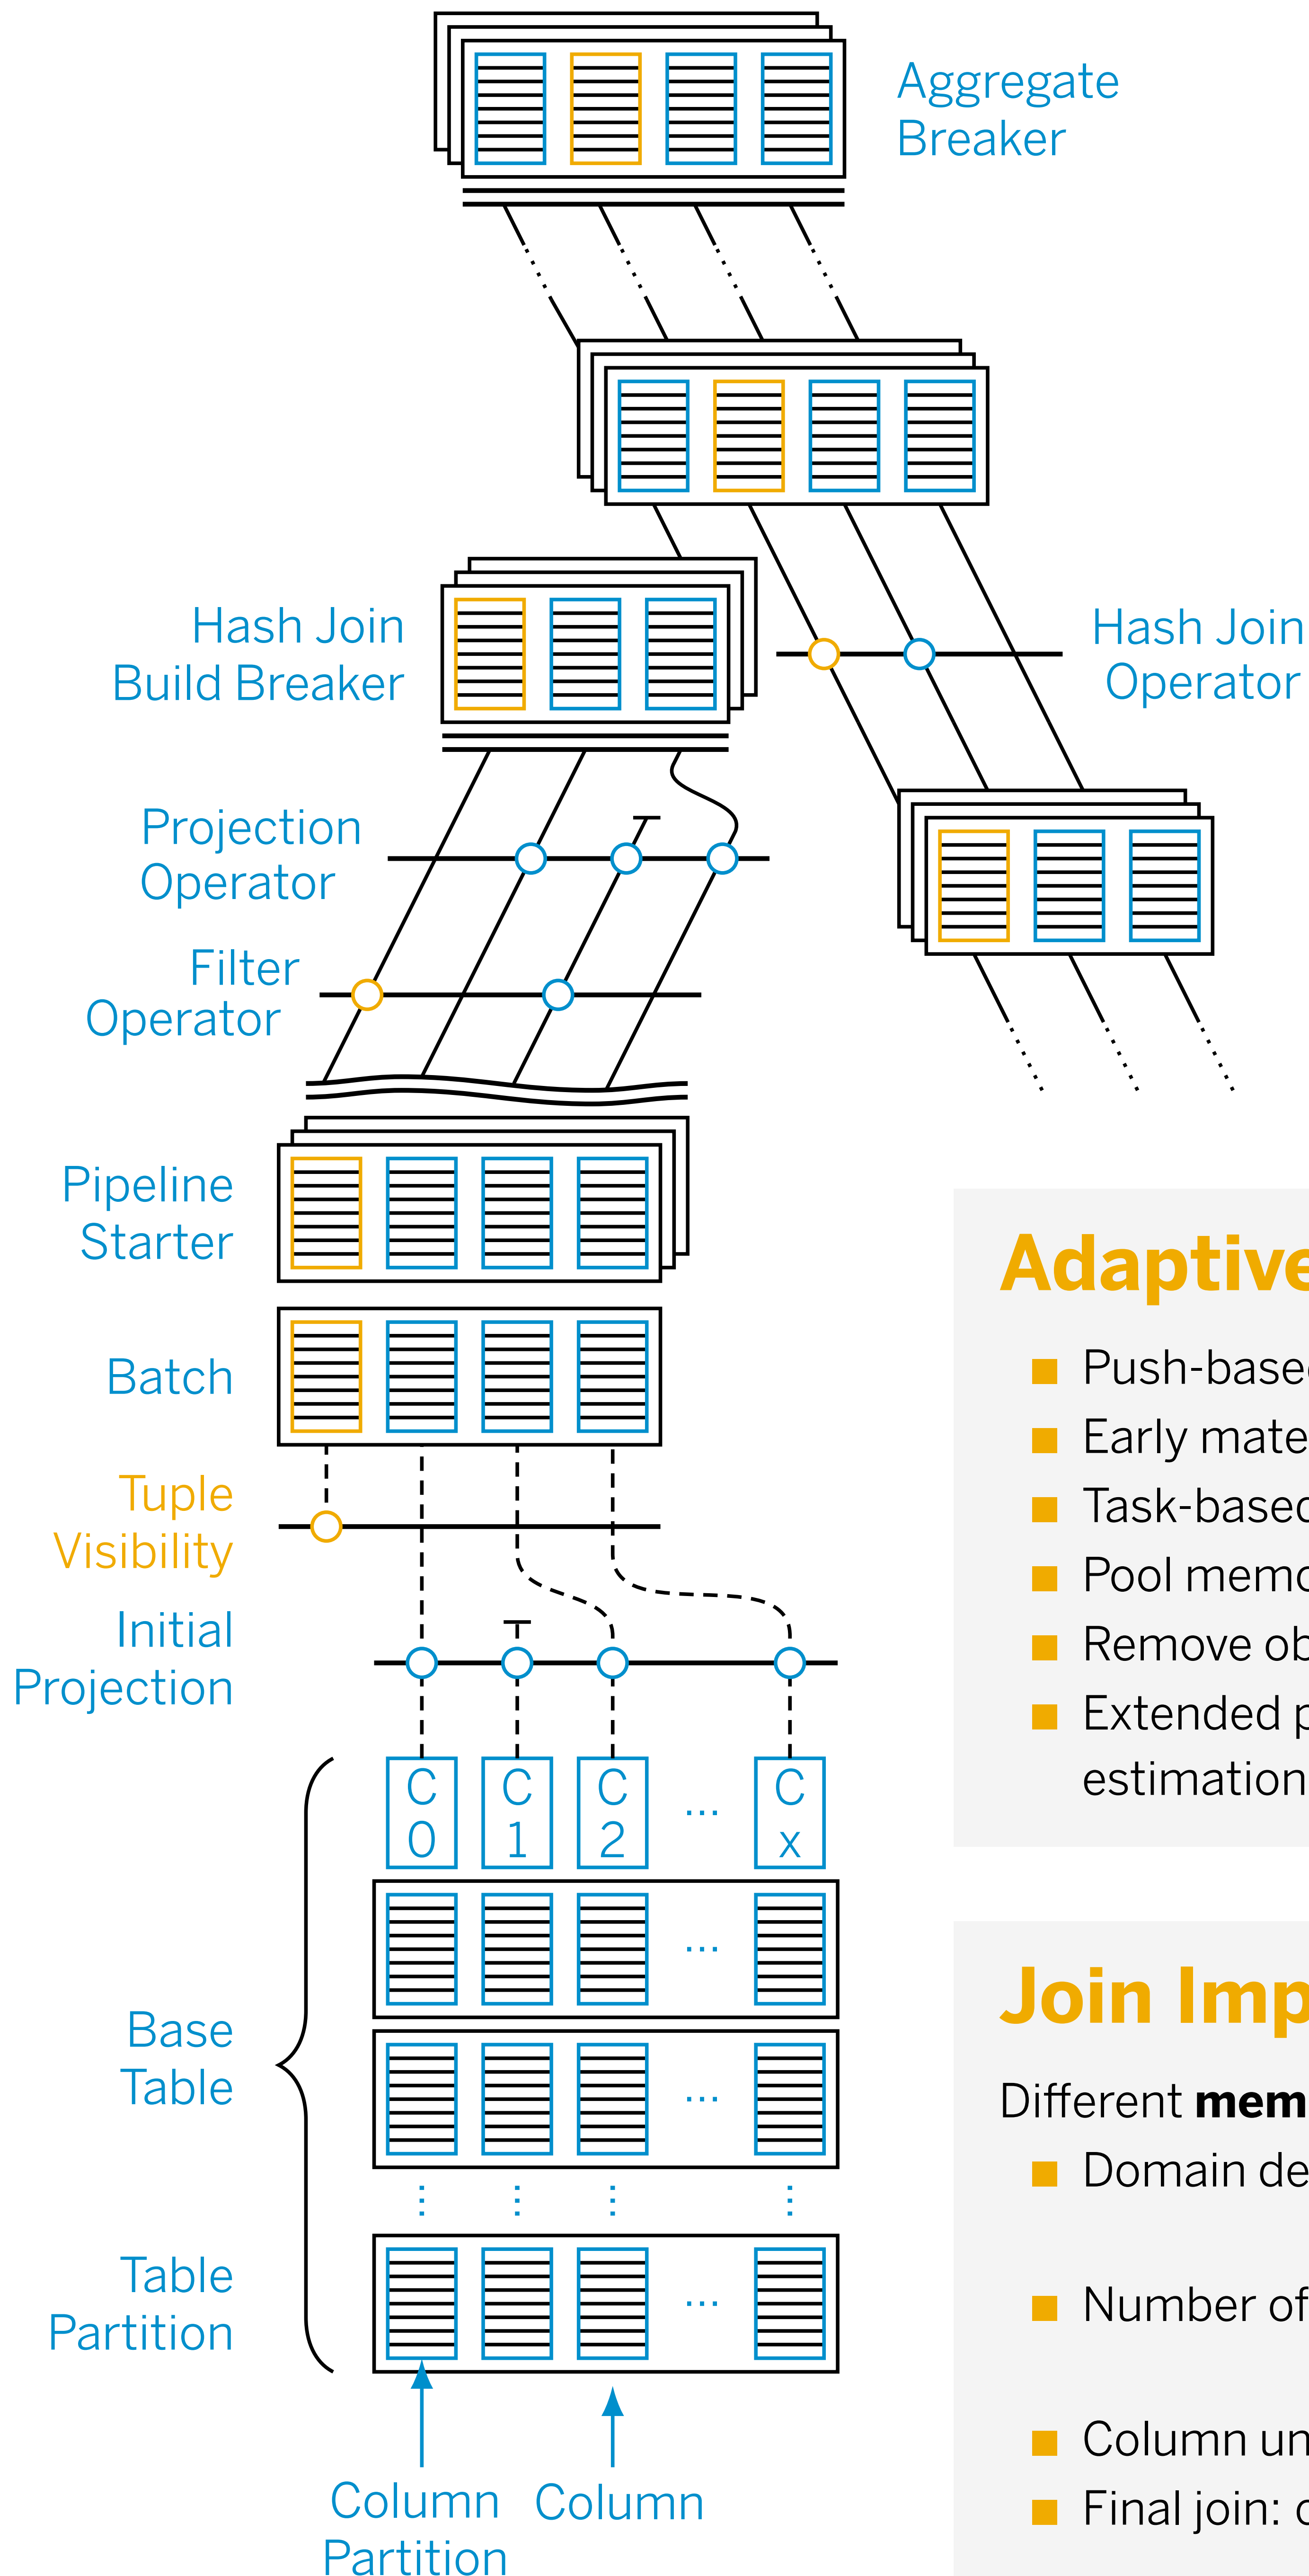 Aggregate
Breaker
Hash Join
Build Breaker
Hash Join
Operator
Projection
Operator
Filter
Operator
Pipeline
Starter
Batch
Tuple
Visibility
Initial
Projection
C
0
C
1
C
2
...
C
x
...
...
...
Base
Table
Table
Partition
Column
Partition
Column
Adaptive
Push-based
Early mate
Task-based
Pool memo
Remove ob
Extended p
estimation
Join Imp
Different mem
Domain de
Number of
Column un
Final join: c